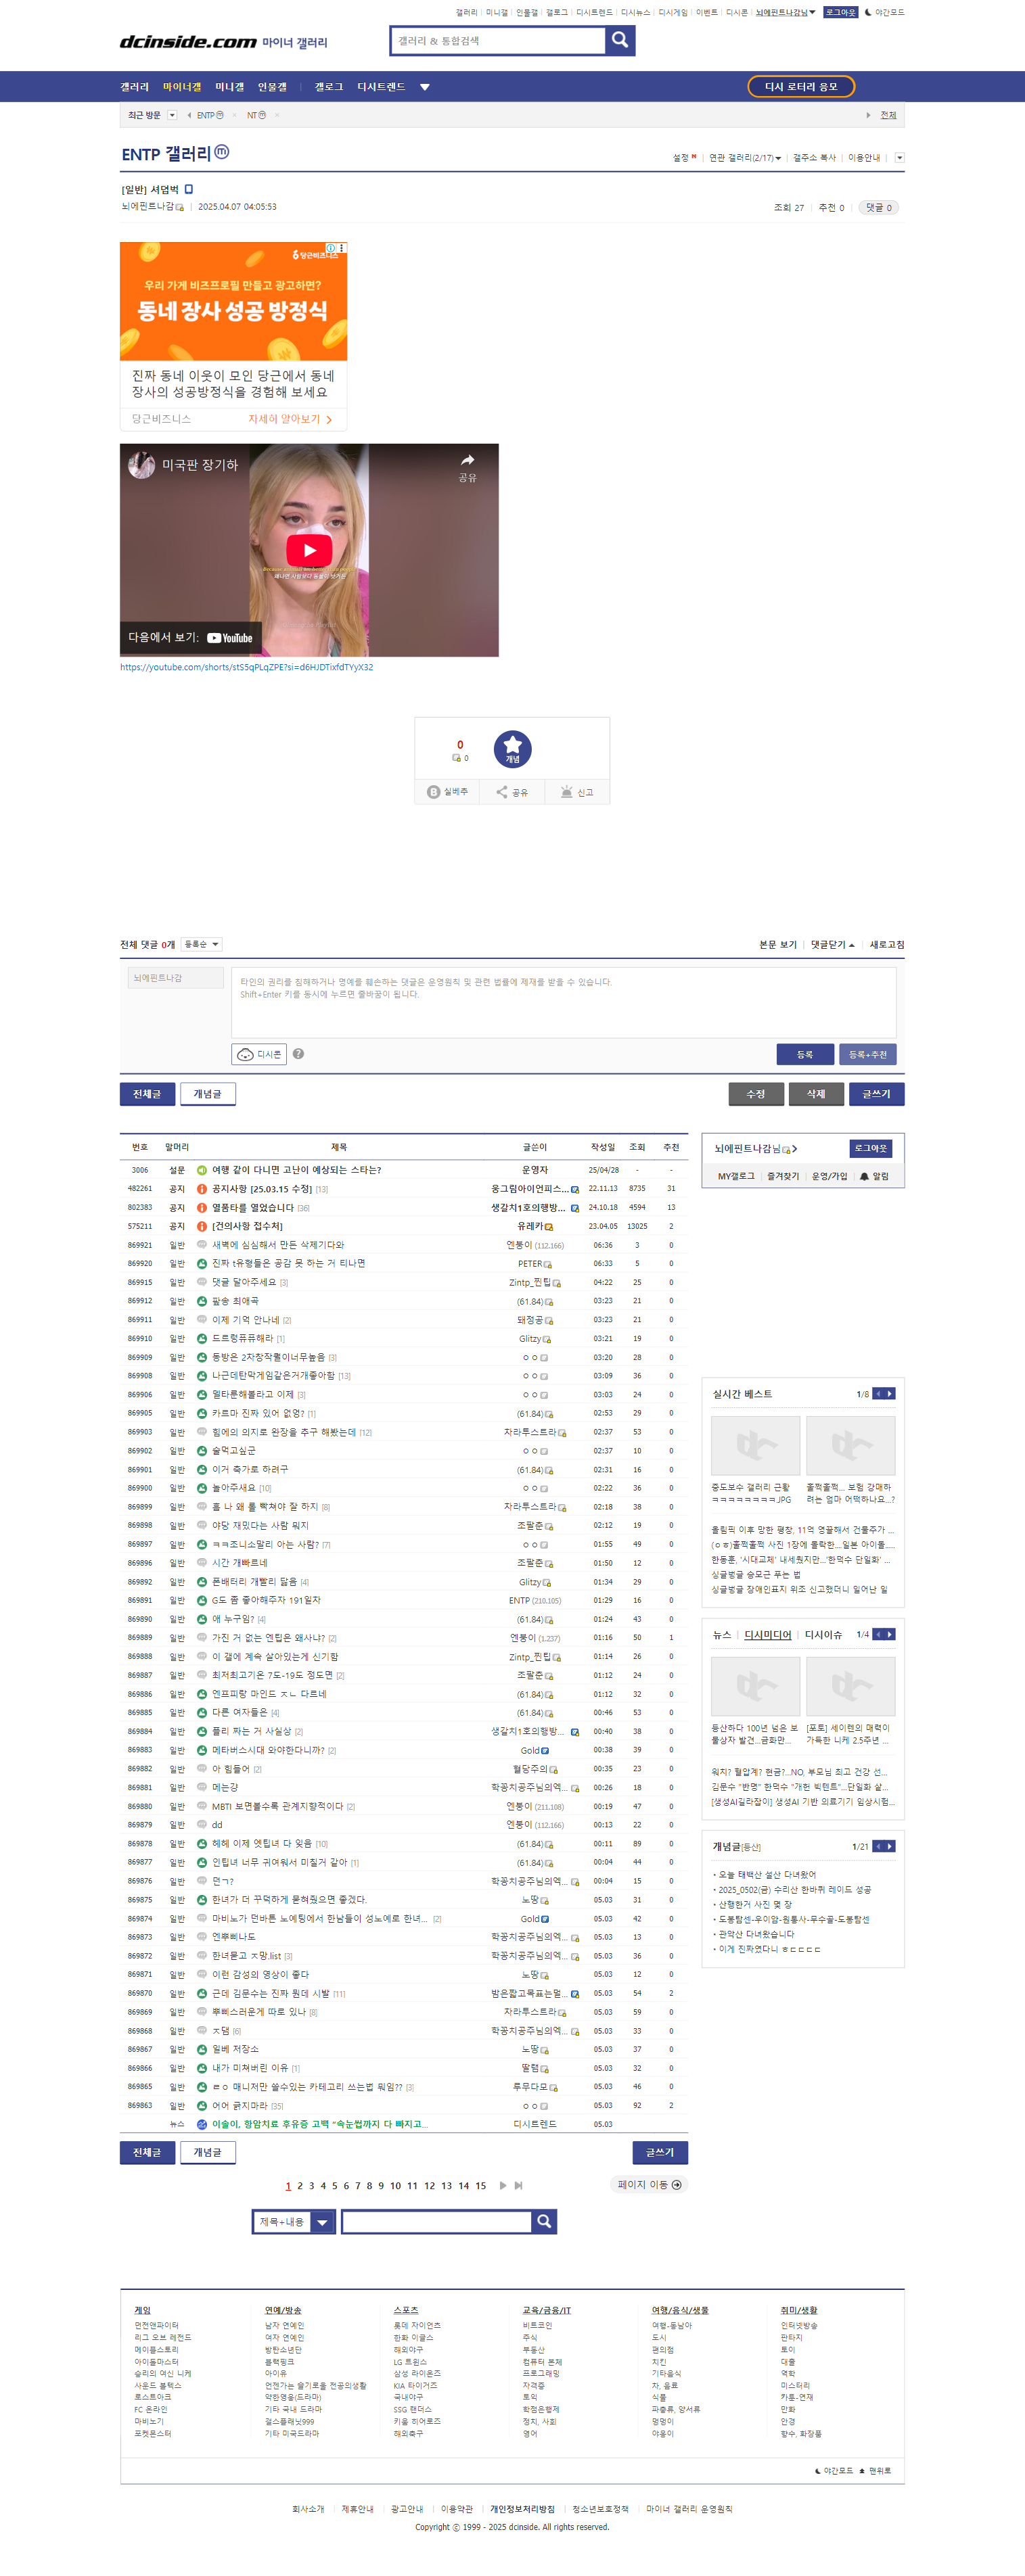 갤러리 | 미니갤 | 인물갤 | 갤로그 | 디시트렌드 | 디시뉴스 | 디시게임 | 이벤트 | 디시콘 | 뇌에핀트나감님 로그아웃 야간모드
dcinside.com 마이너 갤러리
갤러리 & 통합검색
갤러리 마이너갤 미니갤 인물갤 | 갤로그 디시트렌드
디시 로터리 응모
최근 방문 ENTP ⓜ × NT ⓜ × 전체
ENTP 갤러리 ⓜ
설정 | 연관 갤러리(2/17) | 갤주소 복사 | 이용안내 |
[일반] 셔덥벅
뇌에핀트나감 | 2025.04.07 04:05:53
조회 27 | 추천 0 | 댓글 0
당근비즈니스
우리 가게 비즈프로필 만들고 광고하면?
동네 장사 성공 방정식
진짜 동네 이웃이 모인 당근에서 동네
장사의 성공방정식을 경험해 보세요
당근비즈니스 자세히 알아보기
미국판 장기하
공유
다음에서 보기: YouTube
https://youtube.com/shorts/stS5qPLqZPE?si=d6HJDTixfdTYyX32
0
0
개념
실베추 공유 신고
전체 댓글 0개 등록순
본문 보기 | 댓글닫기 | 새로고침
뇌에핀트나감
타인의 권리를 침해하거나 명예를 훼손하는 댓글은 운영원칙 및 관련 법률에 제재를 받을 수 있습니다.
Shift+Enter 키를 동시에 누르면 줄바꿈이 됩니다.
디시콘
등록 등록+추천
전체글 개념글 수정 삭제 글쓰기
번호 말머리 제목 글쓴이 작성일 조회 추천
3006 설문 여행 같이 다니면 고난이 예상되는 스타는? 운영자 25/04/28 - -
482261 공지 공지사항 [25.03.15 수정] [13] 웅그림아이언피스... 22.11.13 8735 31
802383 공지 열품타를 열었습니다 [36] 생갈치1호의행방... 24.10.18 4594 13
575211 공지 [건의사항 접수처] 유레카 23.04.05 13025 2
869921 일반 새벽에 심심해서 만든 삭제기다와 엔붕이 (112.166) 06:36 3 0
869920 일반 진짜 t유형들은 공감 못 하는 거 티나면 PETER 06:33 5 0
869915 일반 댓글 달아주세요 [3] Zintp_찐팁 04:22 25 0
869912 일반 팝송 최애곡 (61.84) 03:23 21 0
869911 일반 이제 기억 안나네 [2] 돼정공 03:23 21 0
869910 일반 드르렁퓨퓨해라 [1] Glitzy 03:21 19 0
869909 일반 동방은 2차창작퀄이너무높음 [3] ㅇㅇ 03:20 28 0
869908 일반 나근데탄막게임같은거개좋아함 [13] ㅇㅇ 03:09 36 0
869906 일반 델타룬해볼라고 이제 [3] ㅇㅇ 03:03 24 0
869905 일반 카르마 진짜 있어 없엉? [1] (61.84) 02:53 29 0
869903 일반 힘에의 의지로 완장을 추구 해봤는데 [12] 자라투스트라 02:37 53 0
869902 일반 술먹고싶군 ㅇㅇ 02:37 10 0
869901 일반 이거 축가로 하려구 (61.84) 02:31 16 0
869900 일반 놀아주새요 [10] ㅇㅇ 02:22 36 0
869899 일반 흠 나 왜 롤 빡쳐야 잘 하지 [8] 자라투스트라 02:18 38 0
869898 일반 야당 재밌다는 사람 뭐지 조팔춘 02:12 19 0
869897 일반 ㅋㅋ조니소말리 아는 사람? [7] ㅇㅇ 01:55 49 0
869896 일반 시간 개빠르네 조팔춘 01:50 12 0
869892 일반 폰배터리 개빨리 닳음 [4] Glitzy 01:34 29 0
869891 일반 G도 좀 좋아해주자 191일자 ENTP (210.105) 01:29 16 0
869890 일반 얘 누구임? [4] (61.84) 01:24 43 0
869889 일반 가진 거 없는 엔팁은 왜사냐? [2] 엔붕이 (1.237) 01:16 50 1
869888 일반 이 갤에 계속 살아있는게 신기함 Zintp_찐팁 01:14 26 0
869887 일반 최저최고기온 7도-19도 정도면 [2] 조팔춘 01:12 24 0
869886 일반 엔프피랑 마인드 ㅈㄴ 다르네 (61.84) 01:12 32 0
869885 일반 다른 여자들은 [4] (61.84) 00:46 53 0
869884 일반 플리 짜는 거 사실상 [2] 생갈치1호의행방... 00:40 38 0
869883 일반 메타버스시대 와야한다니까? [2] Gold 00:38 39 0
869882 일반 아 힘들어 [2] 혈당주의 00:35 23 0
869881 일반 메는걍 학꽁치공주님의엑... 00:26 18 0
869880 일반 MBTI 보면볼수록 관계지향적이다 [2] 엔붕이 (211.108) 00:19 47 0
869879 일반 dd 엔붕이 (112.166) 00:13 22 0
869878 일반 헤헤 이제 엣팁녀 다 잊음 [10] (61.84) 00:11 89 0
869877 일반 인팁녀 너무 귀여워서 미칠거 같아 [1] (61.84) 00:04 44 0
869876 일반 먼ㄱ? 학꽁치공주님의엑... 00:04 15 0
869875 일반 한녀가 더 꾸덕하게 묻혀줬으면 좋겠다. 노땅 05.03 31 0
869874 일반 마비노가 던바튼 노예팅에서 한남들이 성노예로 한녀... [2] Gold 05.03 42 0
869873 일반 엔뿌삐나도 학꽁치공주님의엑... 05.03 13 0
869872 일반 한녀묻고 ㅈ망.list [3] 학꽁치공주님의엑... 05.03 36 0
869871 일반 이런 감성의 영상이 좋다 노땅 05.03 12 0
869870 일반 근데 김문수는 진짜 뭔데 시발 [11] 밤은짧고목표는멀... 05.03 54 2
869869 일반 뿌삐스러운게 따로 있나 [8] 자라투스트라 05.03 59 0
869868 일반 ㅈ댐 [6] 학꽁치공주님의엑... 05.03 33 0
869867 일반 일베 저장소 노땅 05.03 37 0
869866 일반 내가 미쳐버린 이유 [1] 딸램 05.03 32 0
869865 일반 ㄹㅇ 매니저만 쓸수있는 카테고리 쓰는법 뭐임?? [3] 루무다모 05.03 46 0
869863 일반 어어 긁지마라 [35] ㅇㅇ 05.03 92 2
뉴스 이솔이, 항암치료 후유증 고백 “속눈썹까지 다 빠지고... 디시트렌드 05.03
전체글 개념글 글쓰기
1 2 3 4 5 6 7 8 9 10 11 12 13 14 15
페이지 이동
제목+내용
뇌에핀트나감님 로그아웃
MY갤로그 | 즐겨찾기 | 운영/가입 | 알림
실시간 베스트 1/8
중도보수 갤러리 근황 ㅋㅋㅋㅋㅋㅋㅋㅋJPG
훌쩍훌쩍... 보험 강매하려는 엄마 어떡하나요...?
올림픽 이후 망한 평창, 11억 영끌해서 건물주가 ...
(ㅇㅎ)훌쩍훌쩍 사진 1장에 몰락한...일본 아이돌......
한동훈, '시대교체' 내세웠지만...'한덕수 단일화' ...
싱글벙글 승모근 푸는 법
싱글벙글 장애인표지 위조 신고했더니 일어난 일
뉴스 | 디시미디어 | 디시이슈 1/4
등산하다 100년 넘은 보물상자 발견...금화만...
[포토] 세이렌의 매력이 가득한 니케 2.5주년 ...
뭐지? 혈압계? 현금?...NO, 부모님 최고 건강 선...
김문수 "반명" 한덕수 "개헌 빅텐트"...단일화 살...
[생성AI길라잡이] 생성AI 기반 의료기기 임상시험...
개념글[등산] 1/21
· 오늘 태백산 설산 다녀왔어
· 2025_0502(금) 수리산 한바퀴 레이드 성공
· 산행한거 사진 몇 장
· 도봉탐센-우이암-원통사-무수골-도봉탐센
· 관악산 다녀왔습니다
· 이게 진짜였다니 ㅎㄷㄷㄷㄷ
게임
던전앤파이터
리그 오브 레전드
메이플스토리
아이돌마스터
승리의 여신 니케
사운드 볼텍스
로스트아크
FC 온라인
마비노기
포켓몬스터
연예/방송
남자 연예인
여자 연예인
방탄소년단
블랙핑크
아이유
언젠가는 슬기로울 전공의생활
약한영웅(드라마)
기타 국내 드라마
걸스플래닛999
기타 미국드라마
스포츠
롯데 자이언츠
한화 이글스
해외야구
LG 트윈스
삼성 라이온즈
KIA 타이거즈
국내야구
SSG 랜더스
키움 히어로즈
해외축구
교육/금융/IT
비트코인
주식
부동산
컴퓨터 본체
프로그래밍
자격증
토익
학점은행제
정치, 사회
영어
여행/음식/생물
여행-동남아
도시
편의점
치킨
기타음식
차, 음료
식물
파충류, 양서류
멍멍이
야옹이
취미/생활
인터넷방송
판타지
토이
대출
역학
미스터리
카툰-연재
만화
안경
향수, 화장품
야간모드 맨위로
회사소개 | 제휴안내 | 광고안내 | 이용약관 | 개인정보처리방침 | 청소년보호정책 | 마이너 갤러리 운영원칙
Copyright ⓒ 1999 - 2025 dcinside. All rights reserved.